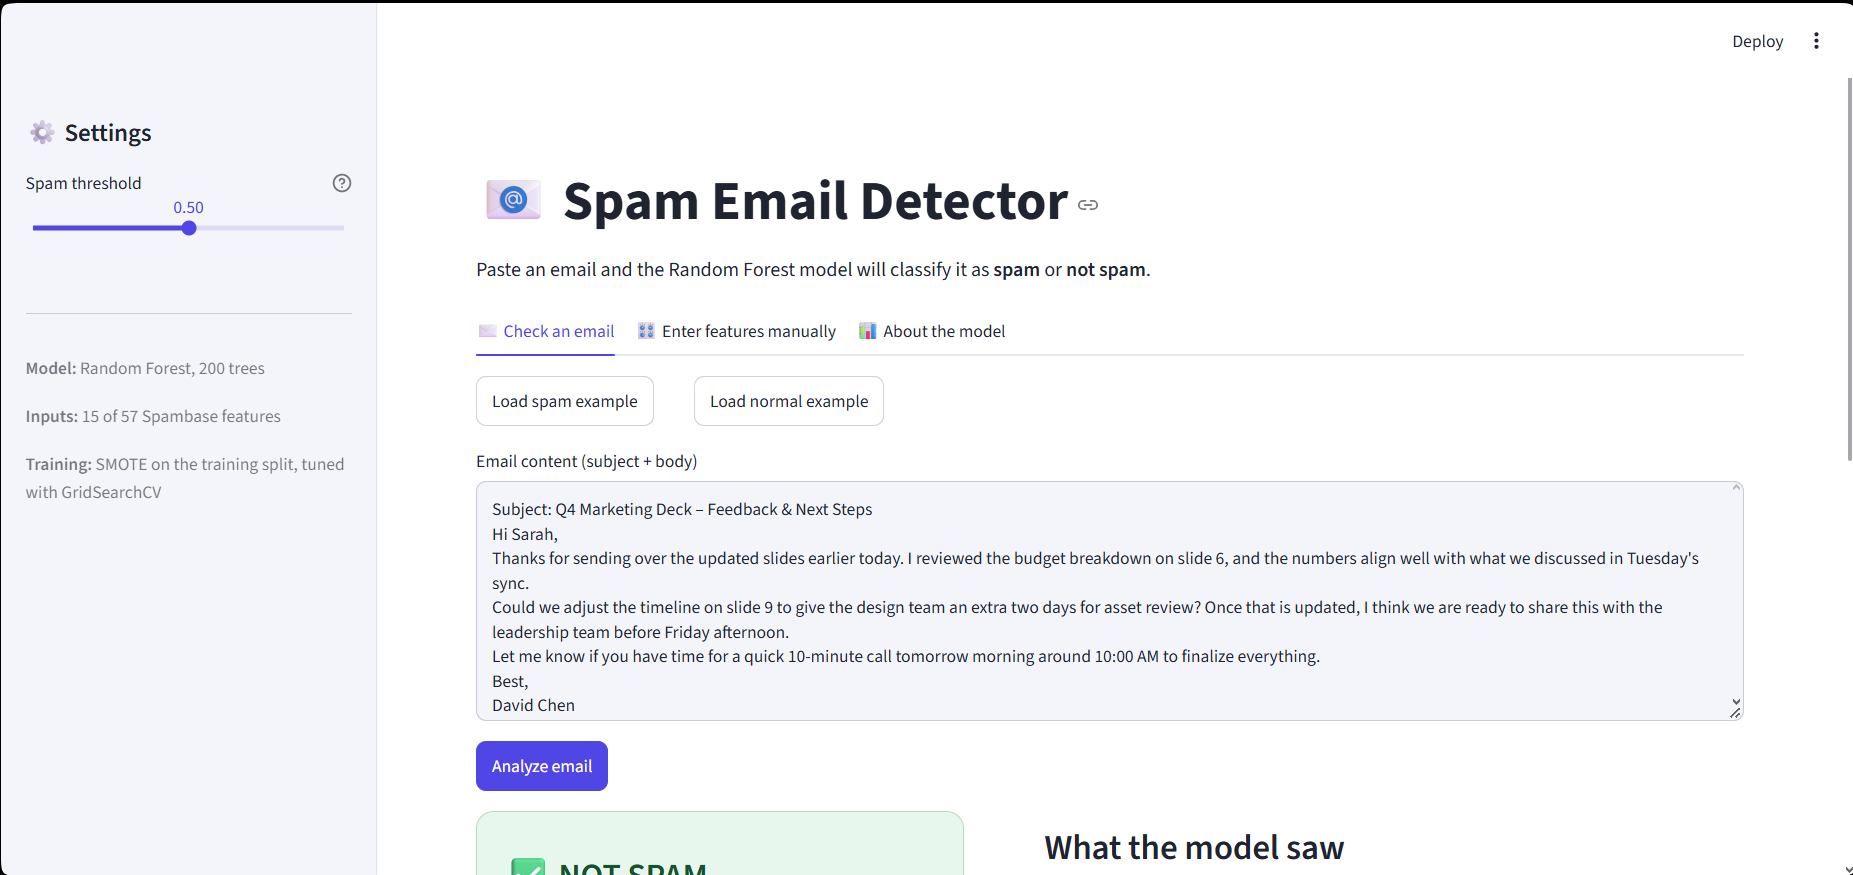 Deploy
Settings
Spam threshold
0.50
Model: Random Forest, 200 trees
Inputs: 15 of 57 Spambase features
Training: SMOTE on the training split, tuned
with GridSearchCV
Spam Email Detector
Paste an email and the Random Forest model will classify it as spam or not spam.
Check an email
Enter features manually
About the model
Load spam example
Load normal example
Email content (subject + body)
Subject: Q4 Marketing Deck – Feedback & Next Steps
Hi Sarah,
Thanks for sending over the updated slides earlier today. I reviewed the budget breakdown on slide 6, and the numbers align well with what we discussed in Tuesday's
sync.
Could we adjust the timeline on slide 9 to give the design team an extra two days for asset review? Once that is updated, I think we are ready to share this with the
leadership team before Friday afternoon.
Let me know if you have time for a quick 10-minute call tomorrow morning around 10:00 AM to finalize everything.
Best,
David Chen
Analyze email
NOT SPAM
What the model saw